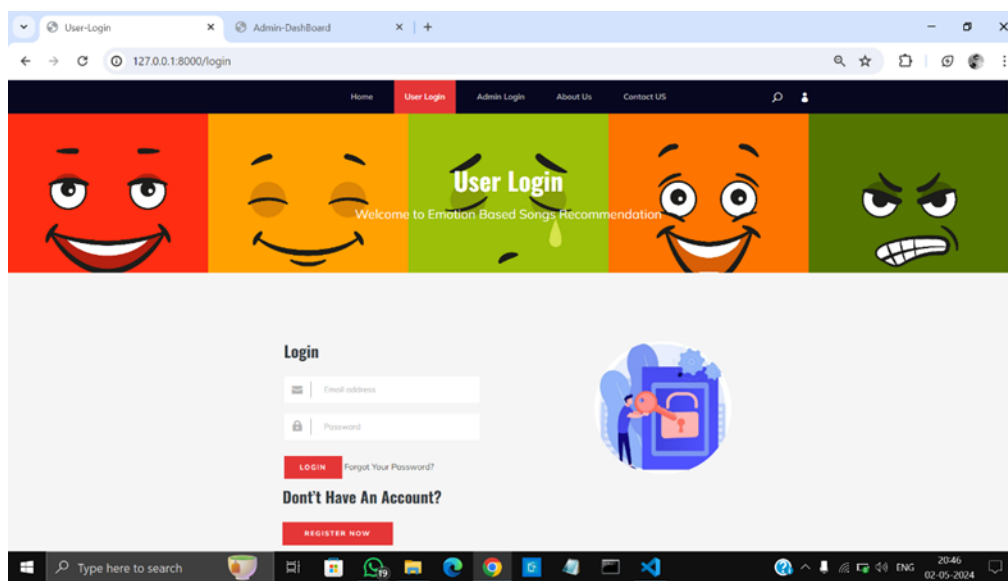 User-Login
Admin-DashBoard
127.0.0.1:8000/login
Home User Login Admin Login About Us Contact US
User Login
Welcome to Emotion Based Songs Recommendation
Login
Email address
Password
LOGIN Forgot Your Password?
Dont't Have An Account?
REGISTER NOW
Type here to search
19
ENG
20:46
02-05-2024